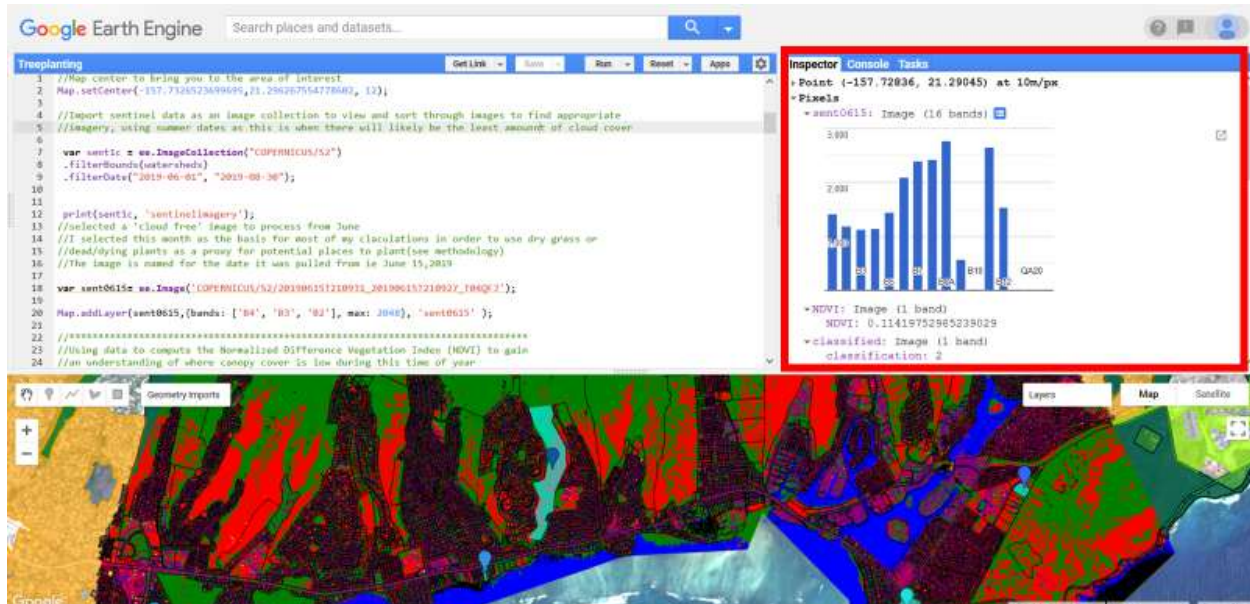 Google Earth Engine
Search places and datasets...
Treeplanting
Get Link
Save
Run
Reset
Apps
1 //Map center to bring you to the area of interest
2 Map.setCenter(-157.7326523699695,21.296267554778602, 12);
3
4 //Import sentinel data as an image collection to view and sort through images to find appropriate
5 //imagery, using summer dates as this is when there will likely be the least amoundt of cloud cover
6
7 var sent1c = ee.ImageCollection("COPERNICUS/S2")
8 .filterBounds(watersheds)
9 .filterDate("2019-06-01", "2019-08-30");
10
11
12 print(sent1c, 'sentinelimagery');
13 //selected a 'cloud free' image to process from June
14 //I selected this month as the basis for most of my claculations in order to use dry grass or
15 //dead/dying plants as a proxy for potential places to plant(see methodology)
16 //The image is named for the date it was pulled from ie June 15,2019
17
18 var sent0615= ee.Image('COPERNICUS/S2/20190615T210931_20190615T210927_T04QFJ');
19
20 Map.addLayer(sent0615,{bands: ['B4', 'B3', 'B2'], max: 2048}, 'sent0615' );
21
22
23 //Using data to compute the Normalized Difference Vegetation Index (NDVI) to gain
24 //an understanding of where canopy cover is low during this time of year
Inspector Console Tasks
Point (-157.72836, 21.29045) at 10m/px
Pixels
sent0615: Image (16 bands)
3,000
2,000
B10
B8A
B12
QA20
NDVI: Image (1 band)
NDVI: 0.11419752985239029
classified: Image (1 band)
classification: 2
Geometry Imports
Layers
Map
Satellite
+
−
Google